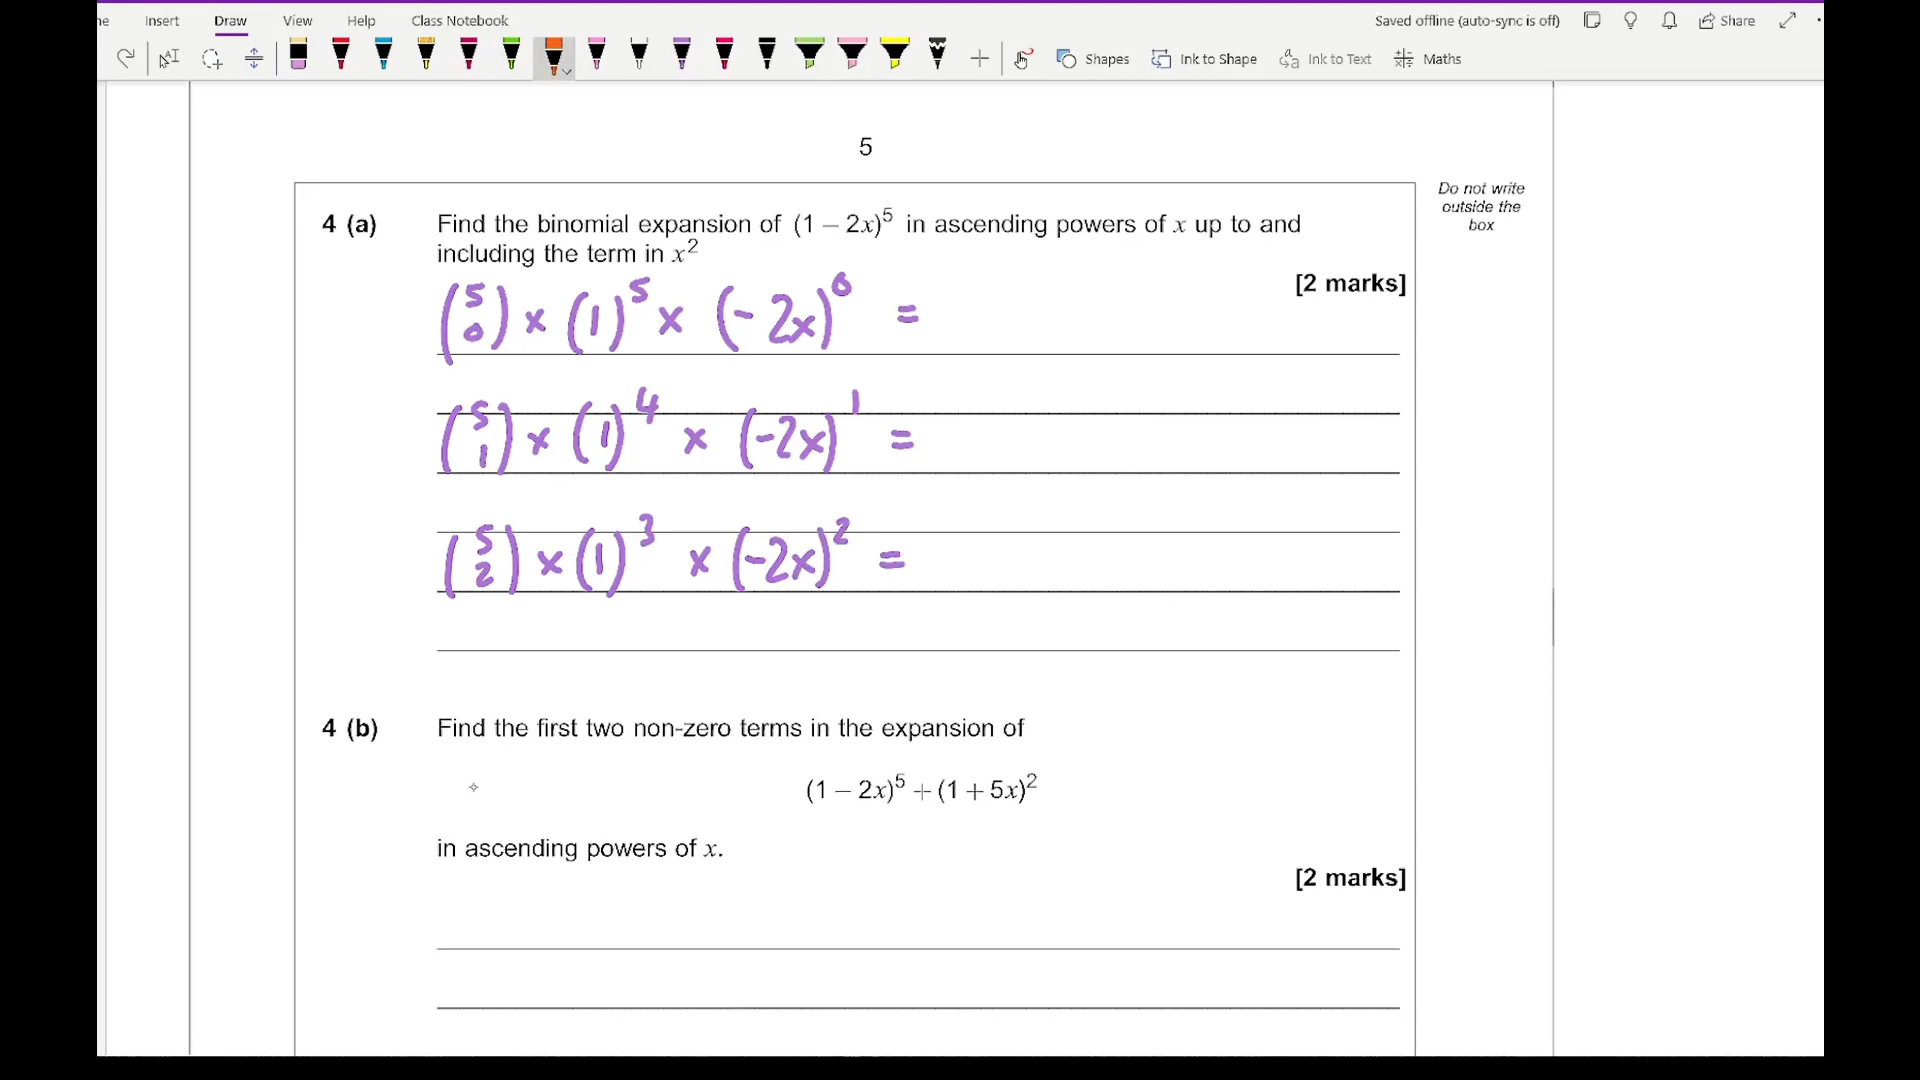 Insert Draw View Help Class Notebook Saved offline (auto-sync is off) Share
Shapes Ink to Shape Ink to Text Maths
5
Do not write
outside the
box
4 (a) Find the binomial expansion of (1 − 2x)⁵ in ascending powers of x up to and
including the term in x²
[2 marks]
(5 0) × (1)⁵ × (-2x)⁰ =
(5 1) × (1)⁴ × (-2x)¹ =
(5 2) × (1)³ × (-2x)² =
4 (b) Find the first two non-zero terms in the expansion of
(1 − 2x)⁵ + (1 + 5x)²
in ascending powers of x.
[2 marks]